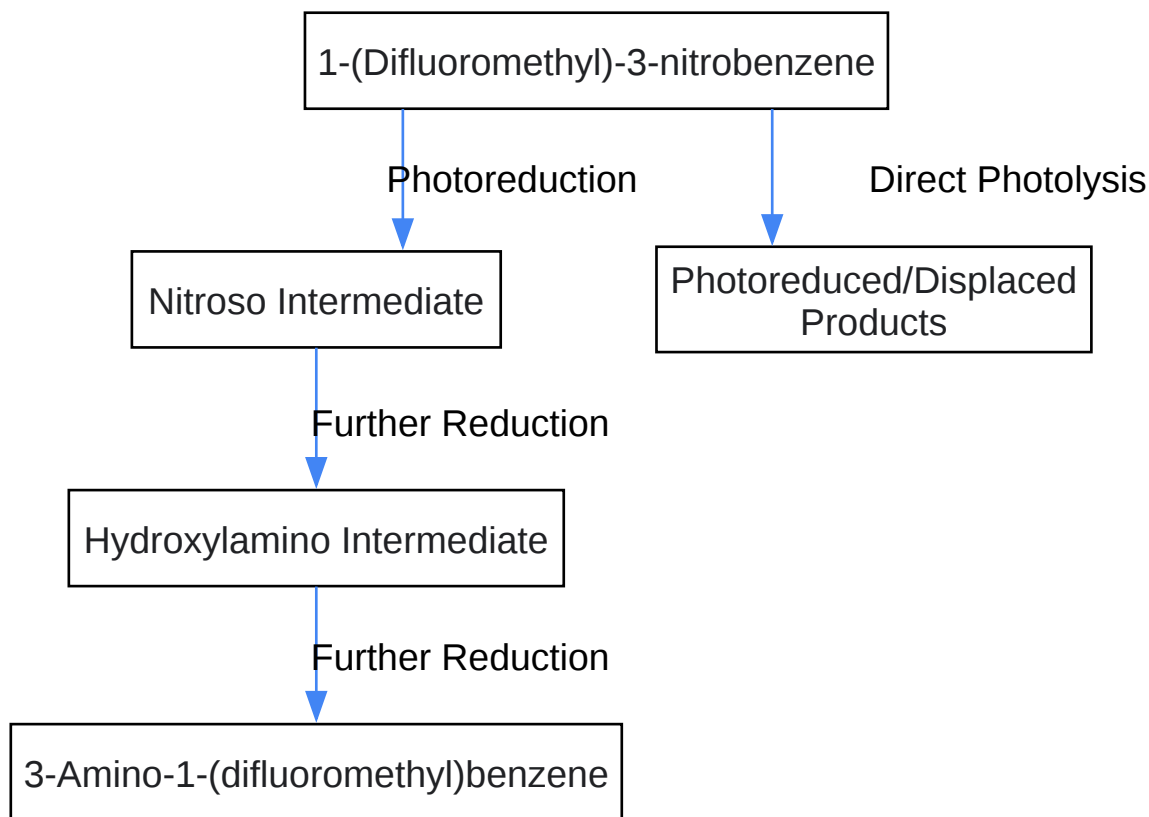 1-(Difluoromethyl)-3-nitrobenzene
Photoreduction
Direct Photolysis
Nitroso Intermediate
Photoreduced/Displaced
Products
Further Reduction
Hydroxylamino Intermediate
Further Reduction
3-Amino-1-(difluoromethyl)benzene